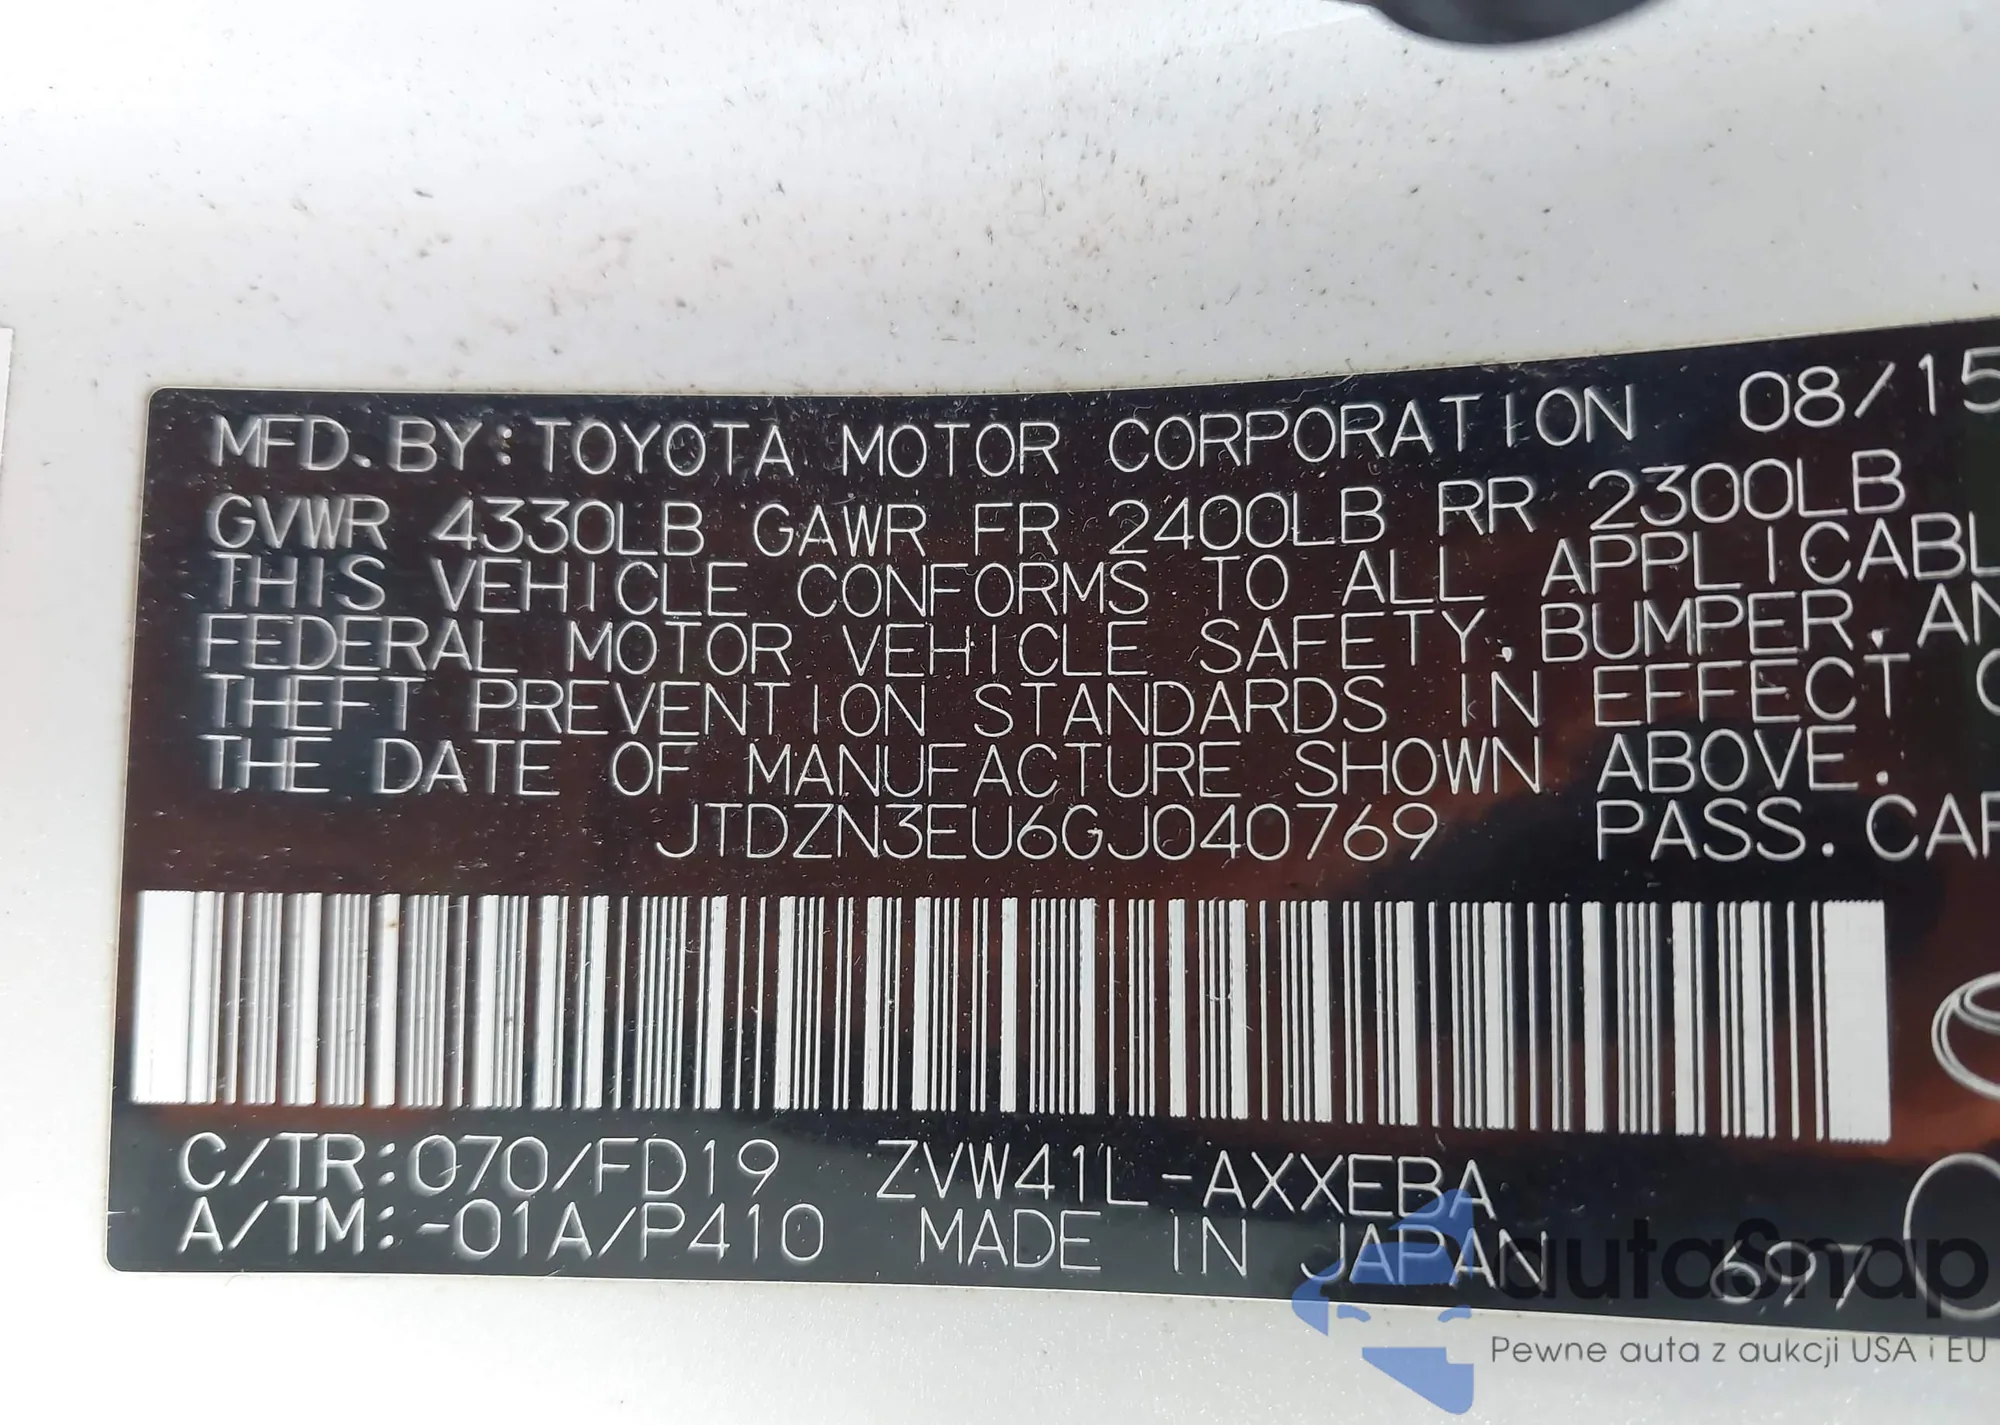 MFD.BY:TOYOTA MOTOR CORPORATION 08/15
GVWR 4330LB GAWR FR 2400LB RR 2300LB
THIS VEHICLE CONFORMS TO ALL APPLICABL
FEDERAL MOTOR VEHICLE SAFETY, BUMPER, AN
THEFT PREVENTION STANDARDS IN EFFECT O
THE DATE OF MANUFACTURE SHOWN ABOVE.
JTDZN3EU6GJ040769 PASS.CAR
C/TR:070/FD19 ZVW41L-AXXEBA
A/TM:-01A/P410 MADE IN JAPAN 697
autoSnap
Pewne auta z aukcji USA i EU